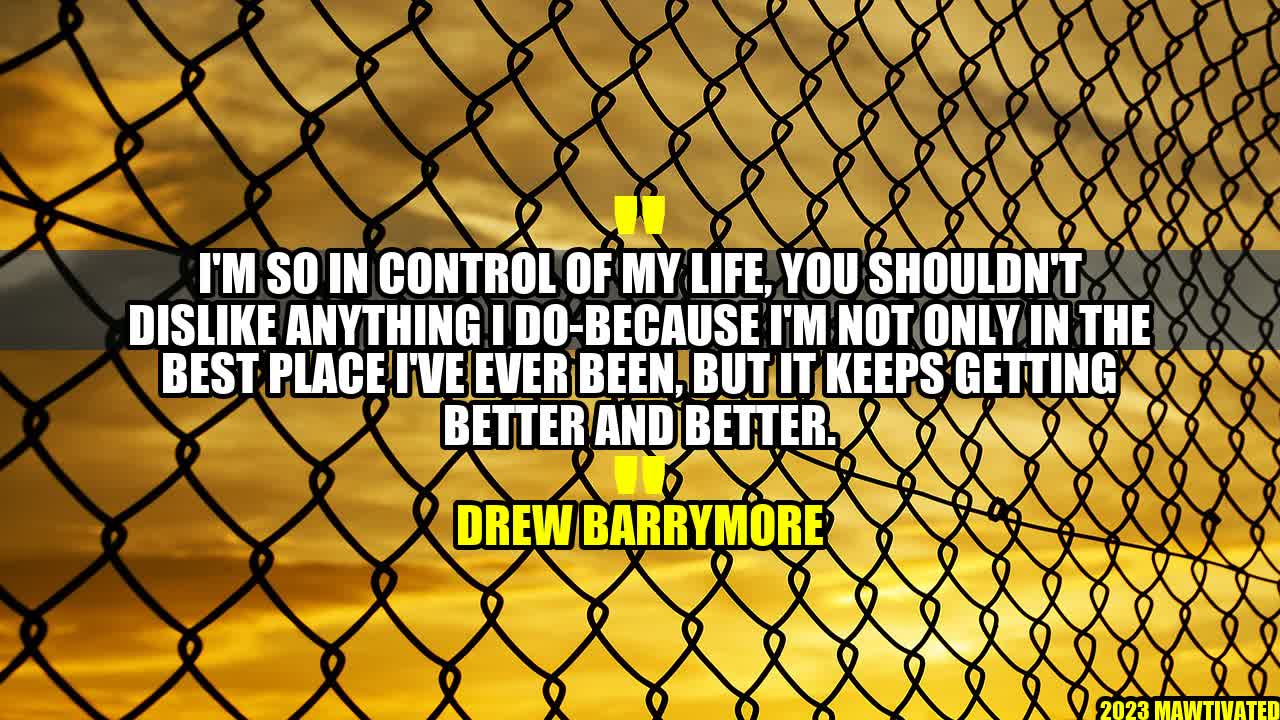 "
I'M SO IN CONTROL OF MY LIFE, YOU SHOULDN'T
DISLIKE ANYTHING I DO-BECAUSE I'M NOT ONLY IN THE
BEST PLACE I'VE EVER BEEN, BUT IT KEEPS GETTING
BETTER AND BETTER.
"
DREW BARRYMORE
2023 MAWTIVATED